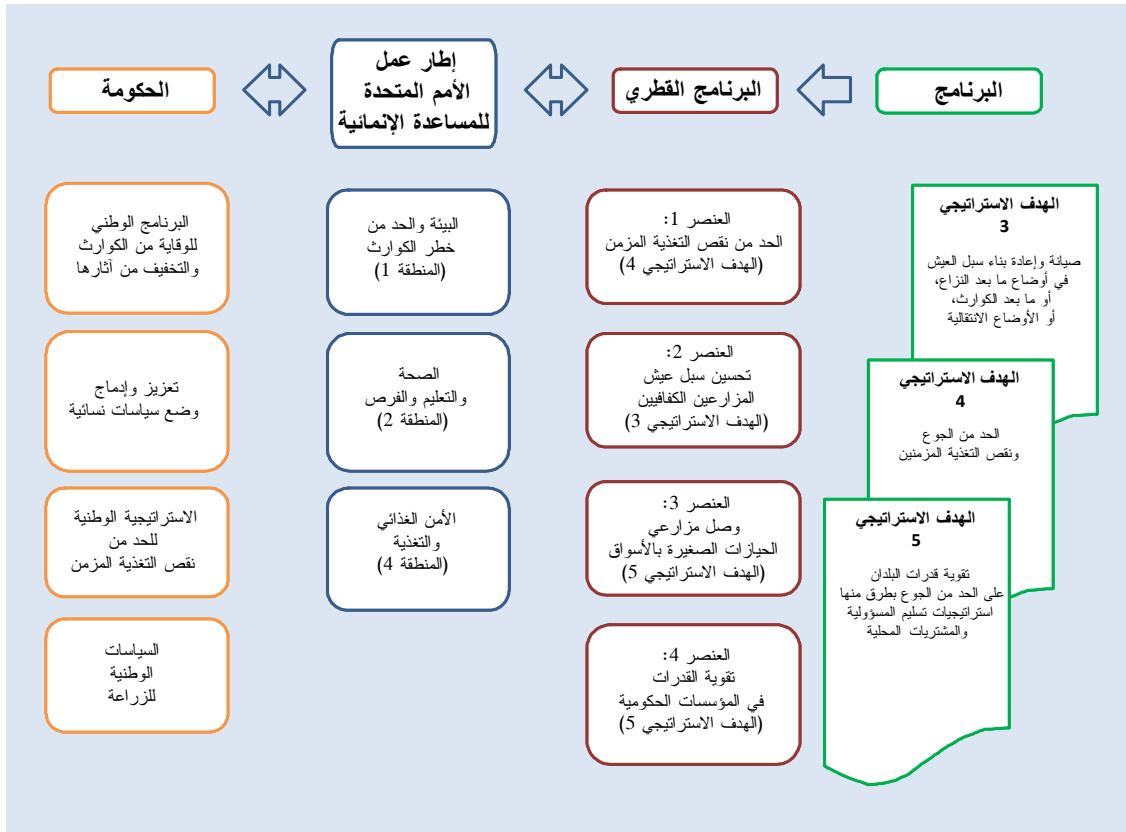 البرنامج
البرنامج القطري
إطار عمل
الأمم المتحدة
للمساعدة الإنمائية
الحكومة
الهدف الاستراتيجي
3
صيانة وإعادة بناء سبل العيش
في أوضاع ما بعد النزاع،
أو ما بعد الكوارث،
أو الأوضاع الانتقالية
الهدف الاستراتيجي
4
الحد من الجوع
ونقص التغذية المزمنين
الهدف الاستراتيجي
5
تقوية قدرات البلدان
على الحد من الجوع بطرق منها
استراتيجيات تسليم المسؤولية
والمشتريات المحلية
العنصر 1:
الحد من نقص التغذية المزمن
(الهدف الاستراتيجي 4)
العنصر 2:
تحسين سبل عيش
المزارعين الكفافيين
(الهدف الاستراتيجي 3)
العنصر 3:
وصل مزارعي
الحيازات الصغيرة بالأسواق
(الهدف الاستراتيجي 5)
العنصر 4:
تقوية القدرات
في المؤسسات الحكومية
(الهدف الاستراتيجي 5)
البيئة والحد من
خطر الكوارث
(المنطقة 1)
الصحة
والتعليم والفرص
(المنطقة 2)
الأمن الغذائي
والتغذية
(المنطقة 4)
البرنامج الوطني
للوقاية من الكوارث
والتخفيف من آثارها
تعزيز وإدماج
وضع سياسات نسائية
الاستراتيجية الوطنية
للحد من
نقص التغذية المزمن
السياسات
الوطنية
للزراعة